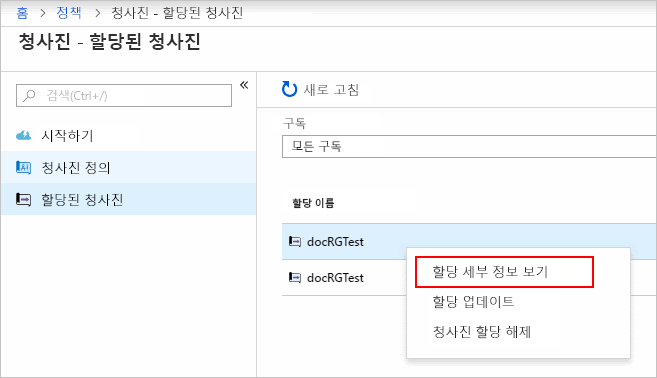 홈 > 정책 > 청사진 - 할당된 청사진
청사진 - 할당된 청사진
검색(Ctrl+/)
«
시작하기
청사진 정의
할당된 청사진
새로 고침
구독
모든 구독
할당 이름
docRGTest
docRGTest
할당 세부 정보 보기
할당 업데이트
청사진 할당 해제